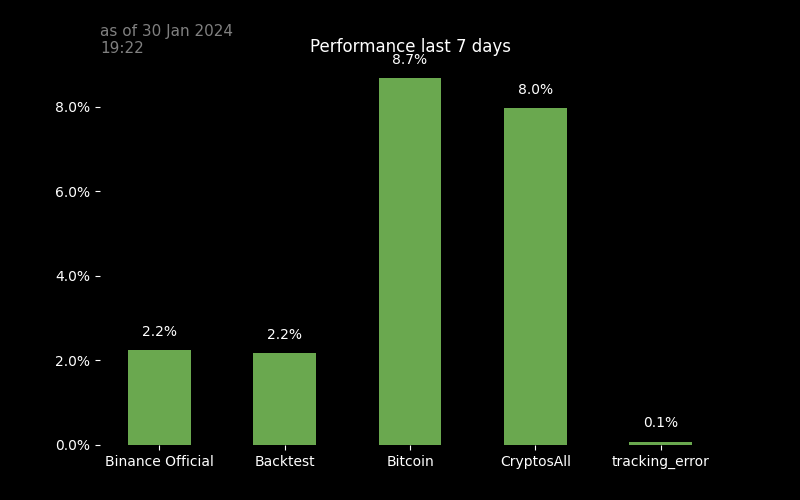 as of 30 Jan 2024
19:22
Performance last 7 days
8.7%
8.0%
8.0%
6.0%
4.0%
2.2%
2.2%
2.0%
0.1%
0.0%
Binance Official
Backtest
Bitcoin
CryptosAll
tracking_error